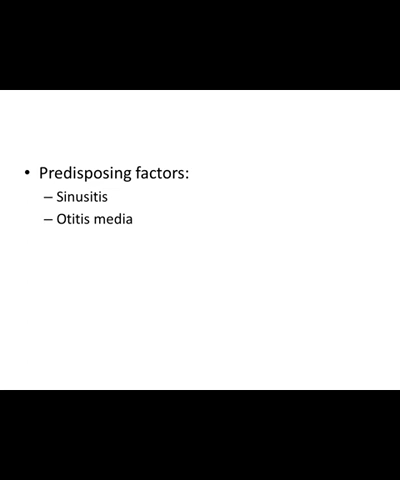 • Predisposing factors:
– Sinusitis
– Otitis media